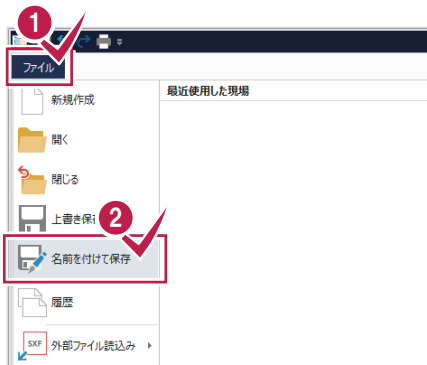 1
ファイル
最近使用した現場
新規作成
開く
閉じる
上書き保
2
名前を付けて保存
履歴
SXF 外部ファイル読込み